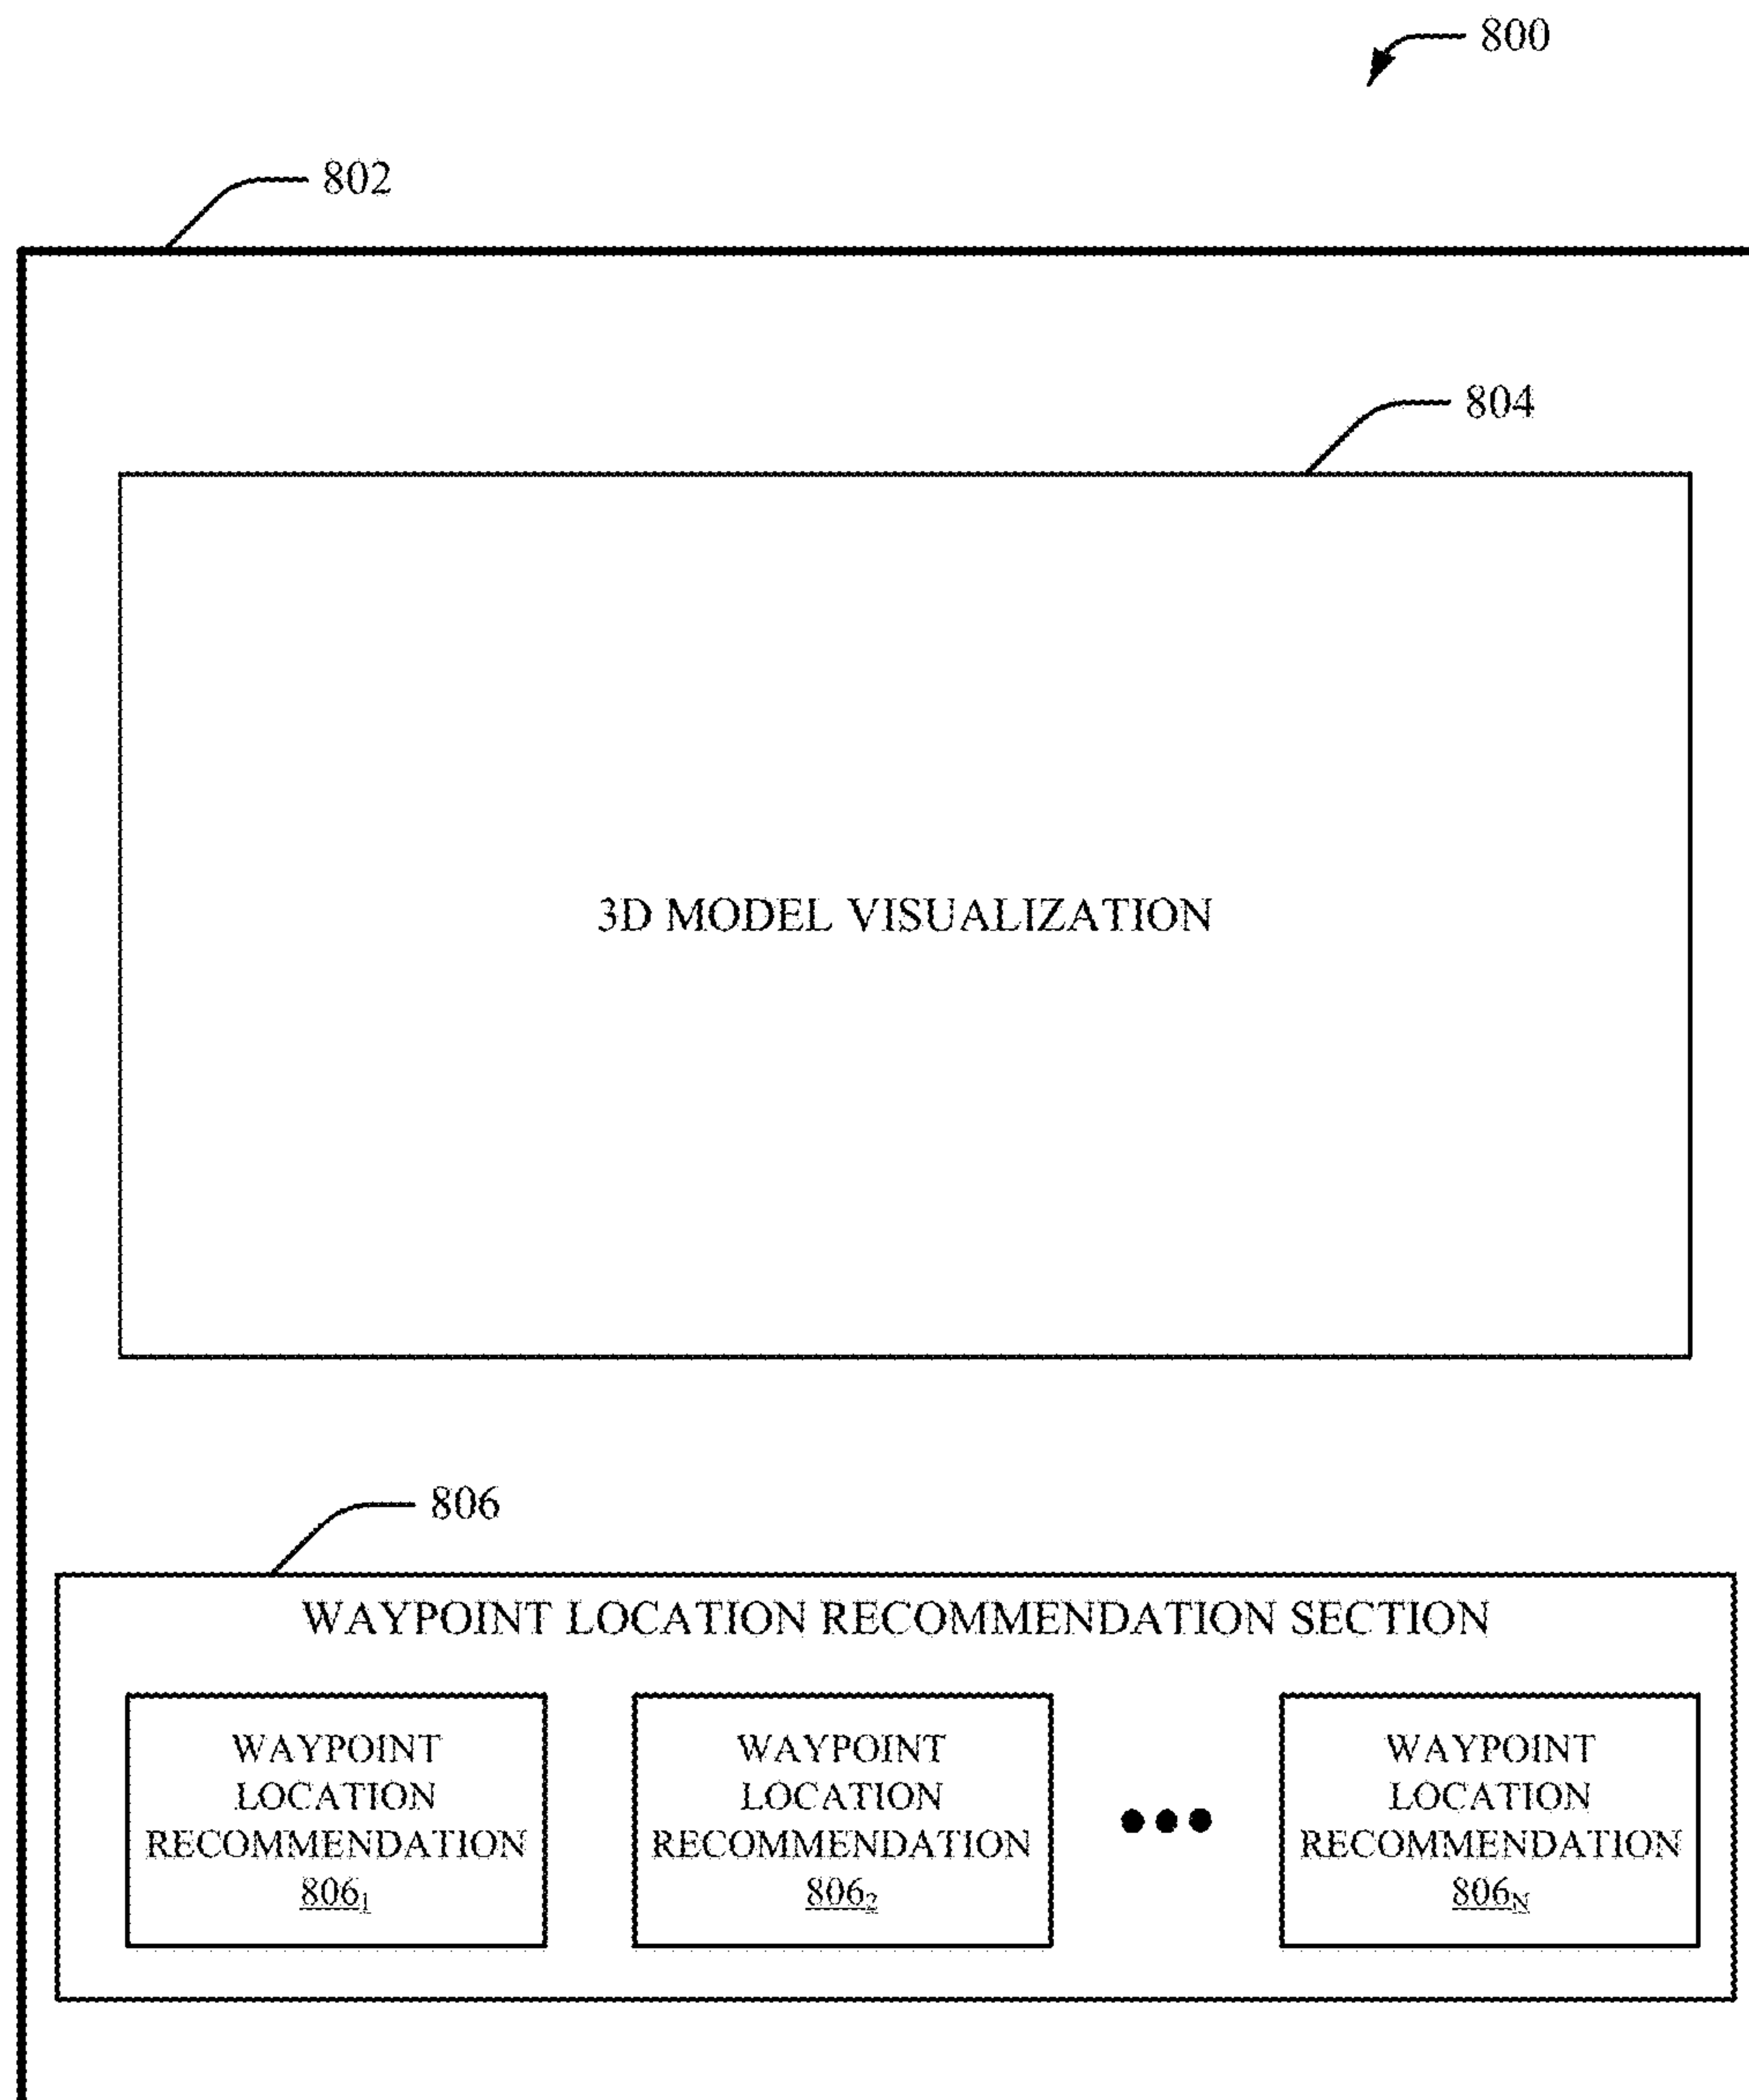 800
802
804
3D MODEL VISUALIZATION
806
WAYPOINT LOCATION RECOMMENDATION SECTION
WAYPOINT
LOCATION
RECOMMENDATION
806₁
WAYPOINT
LOCATION
RECOMMENDATION
806₂
WAYPOINT
LOCATION
RECOMMENDATION
806N